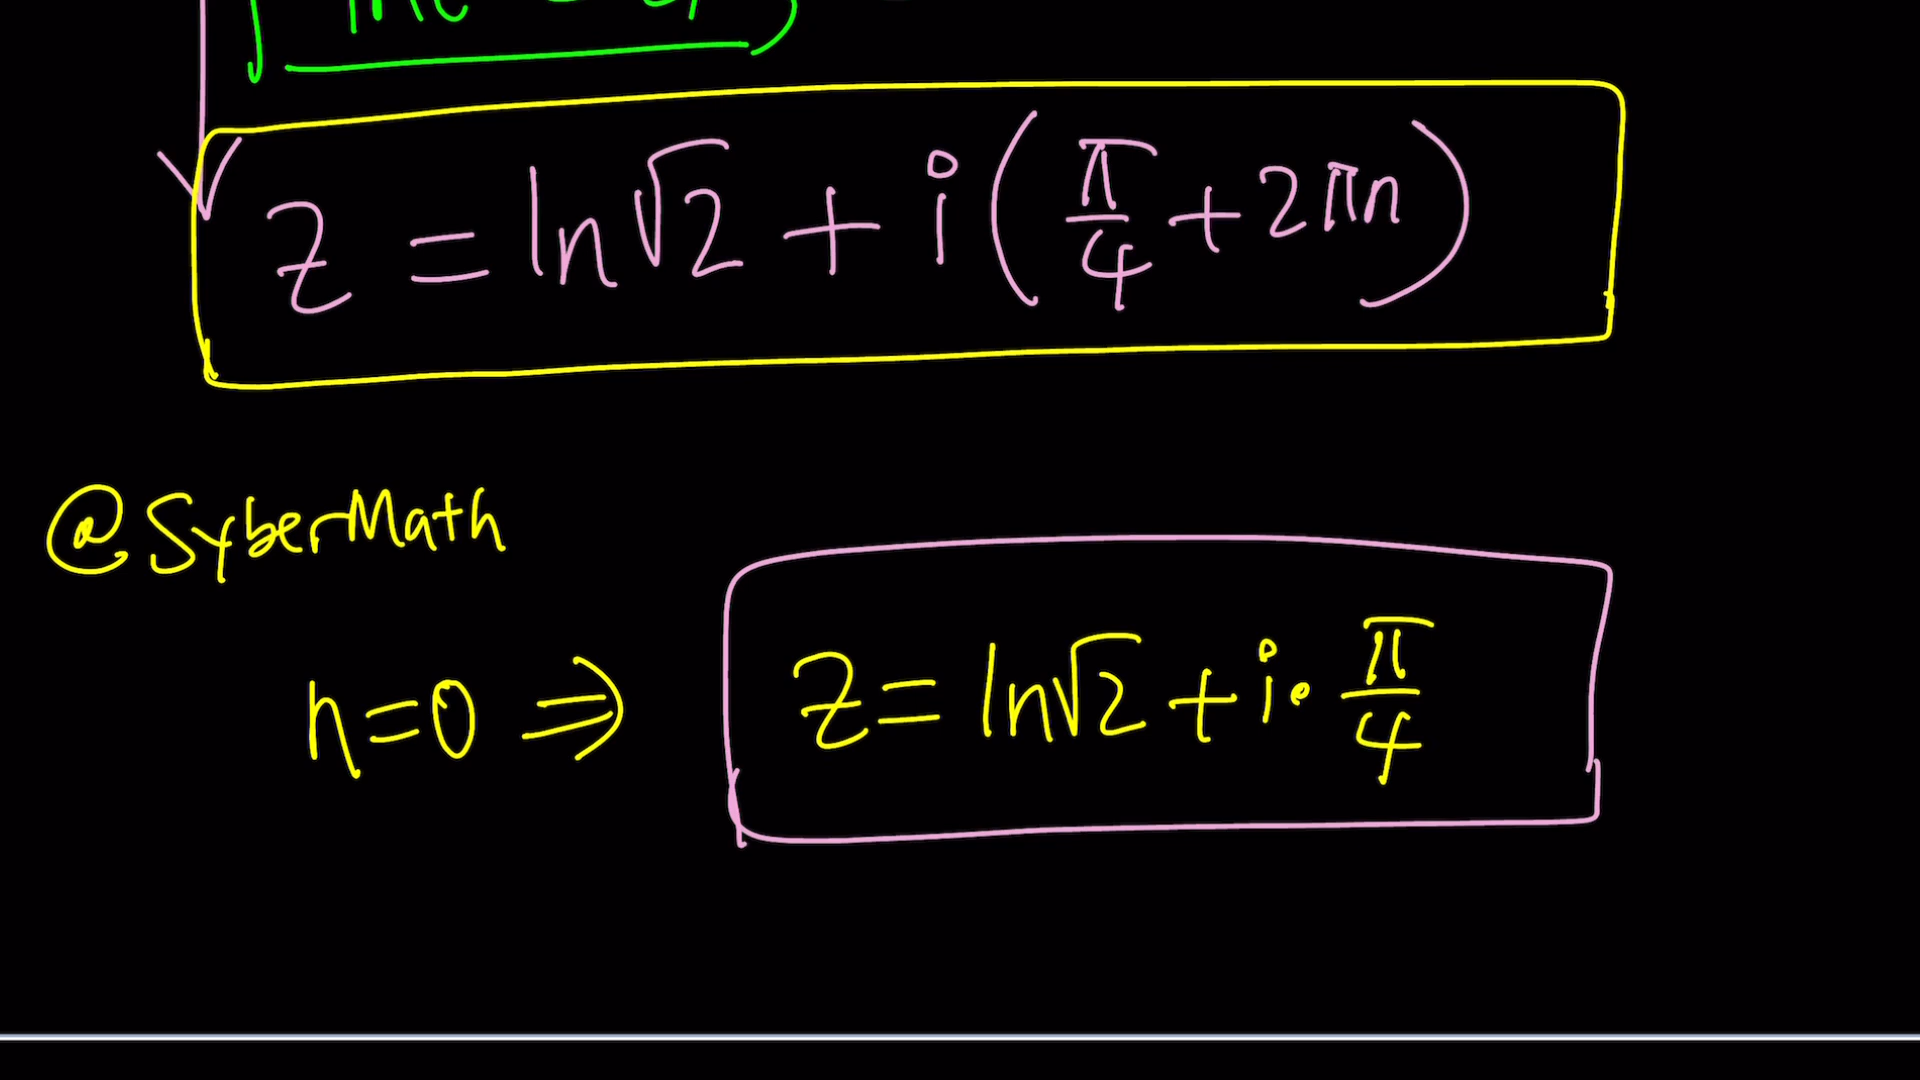 z = ln√2 + i(π/4 + 2πn)
@SyberMath
n=0 ⇒ z = ln√2 + i • π/4